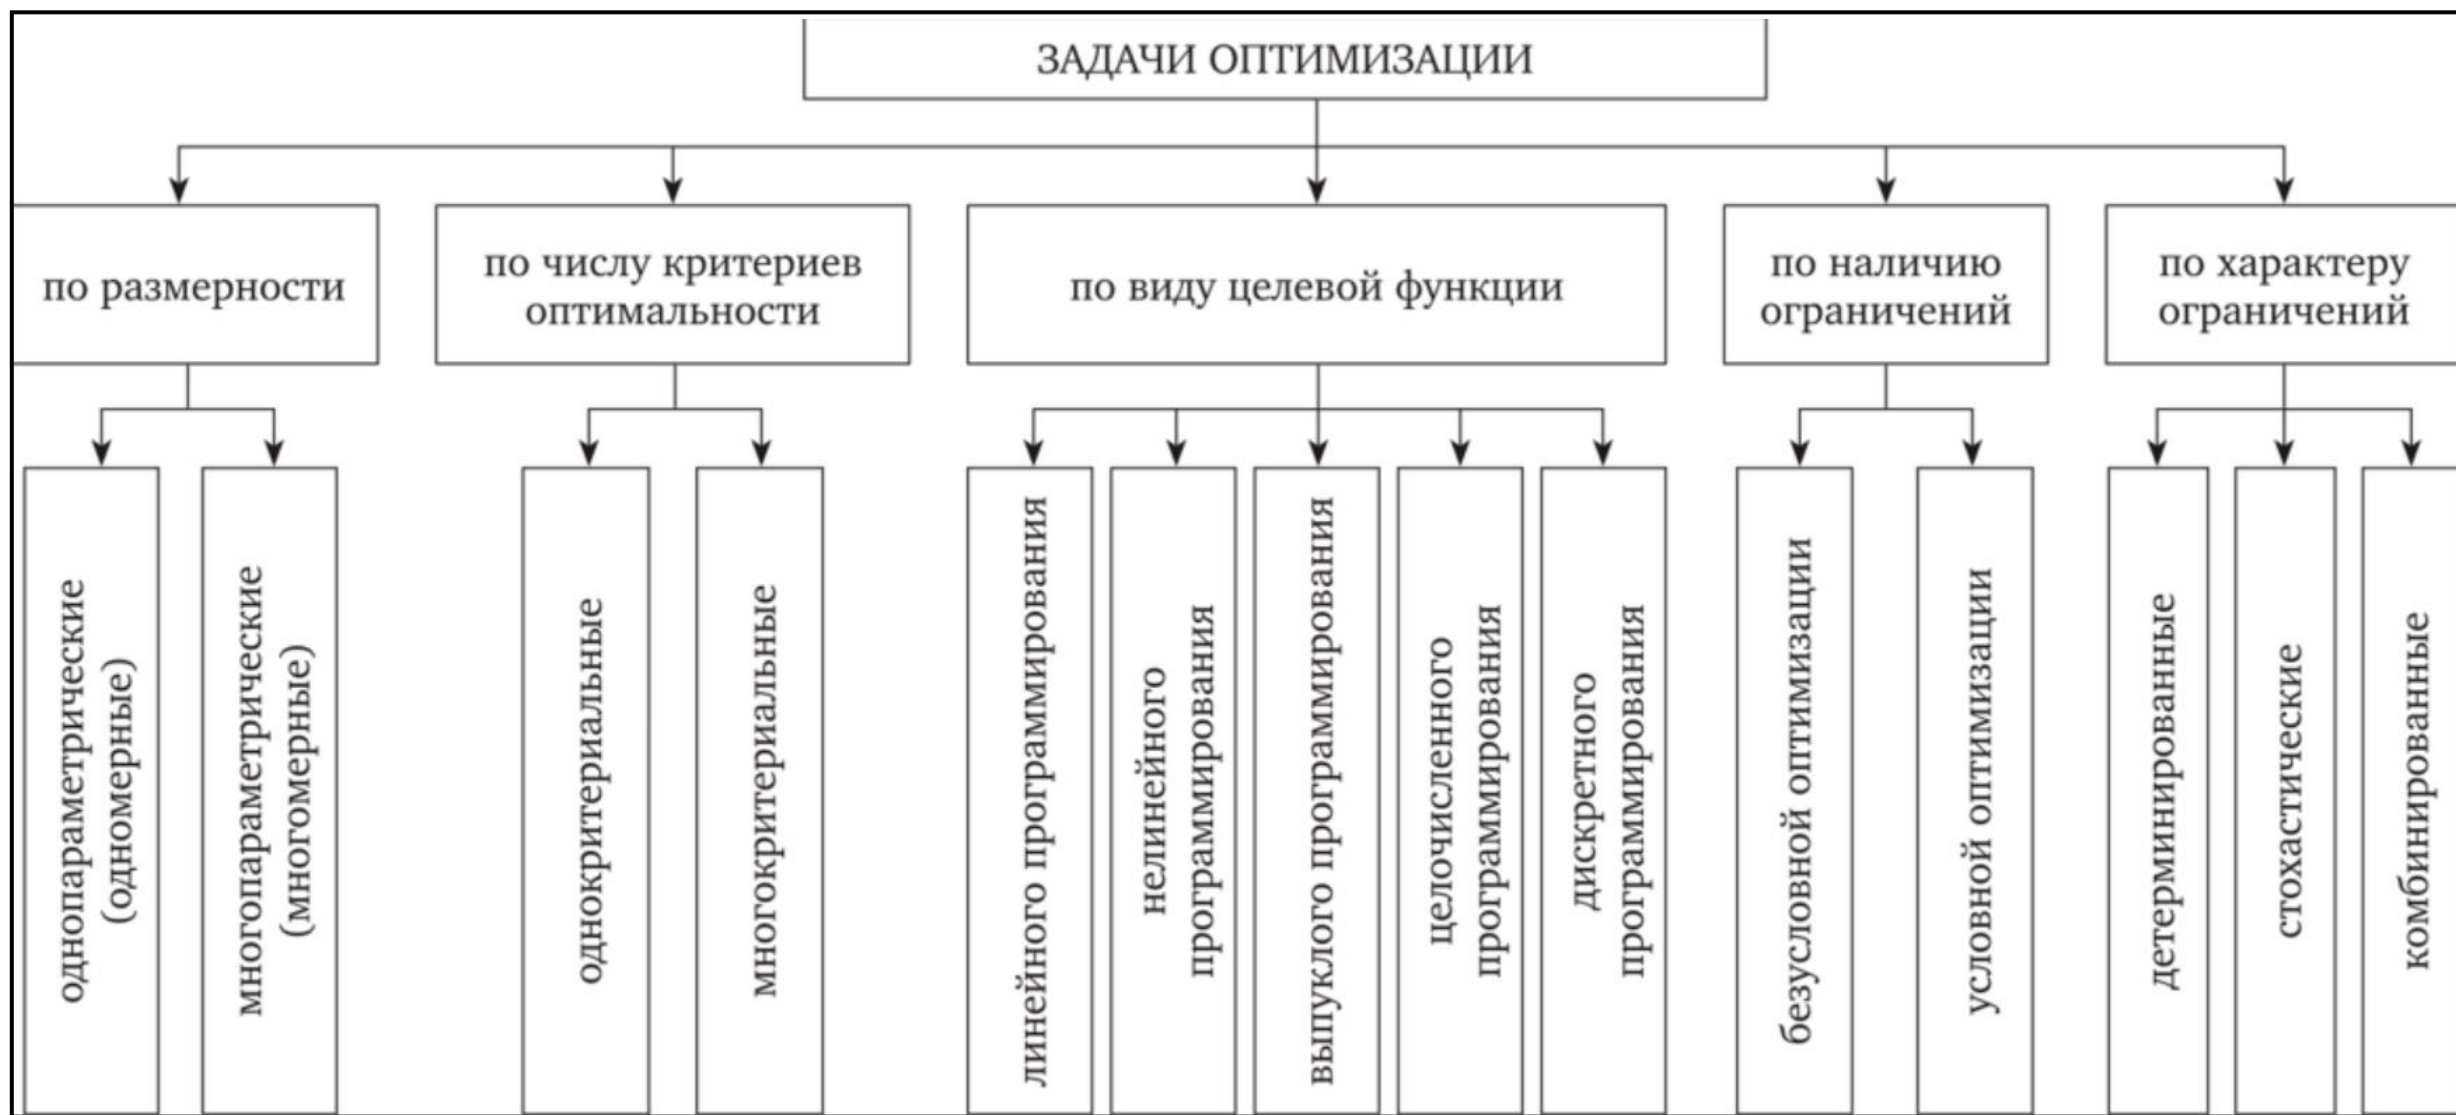 ЗАДАЧИ ОПТИМИЗАЦИИ
по размерности
по числу критериев
оптимальности
по виду целевой функции
по наличию
ограничений
по характеру
ограничений
однопараметрические
(одномерные)
многопараметрические
(многомерные)
однокритериальные
многокритериальные
линейного программирования
нелинейного
программирования
выпуклого программирования
целочисленного
программирования
дискретного
программирования
безусловной оптимизации
условной оптимизации
детерминированные
стохастические
комбинированные